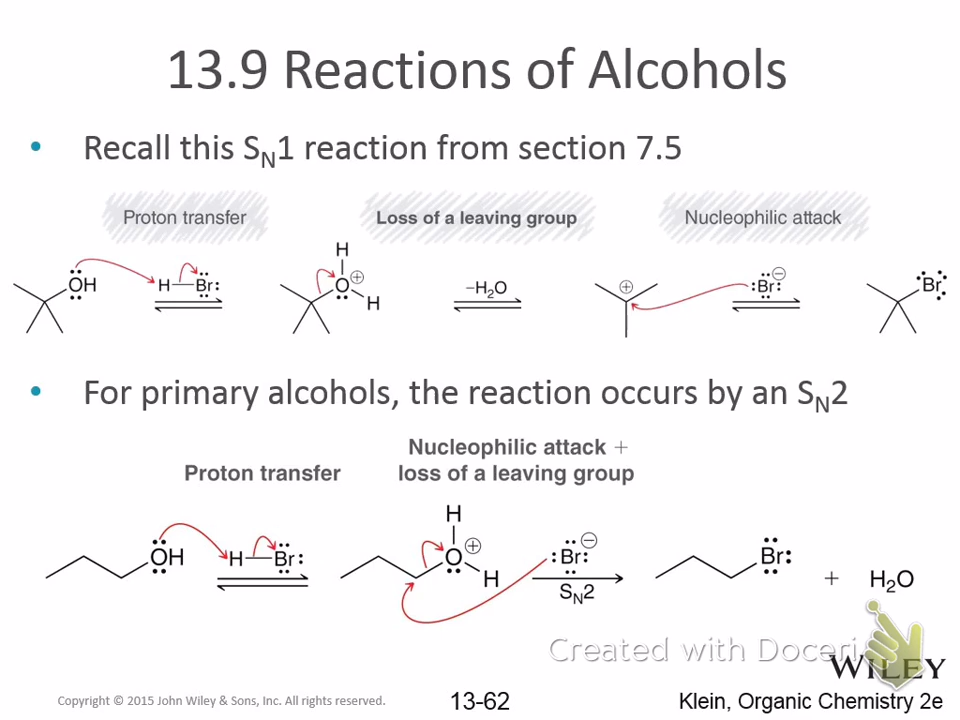 13.9 Reactions of Alcohols
• Recall this SN1 reaction from section 7.5
Proton transfer
Loss of a leaving group
Nucleophilic attack
OH H Br H O ⊕ H −H2O ⊕ Br ⊖ Br
• For primary alcohols, the reaction occurs by an SN2
Nucleophilic attack +
Proton transfer loss of a leaving group
OH H Br H O ⊕ H Br ⊖ Br
SN2 + H2O
Created with Doceri
WILEY
Copyright © 2015 John Wiley & Sons, Inc. All rights reserved.
13-62
Klein, Organic Chemistry 2e